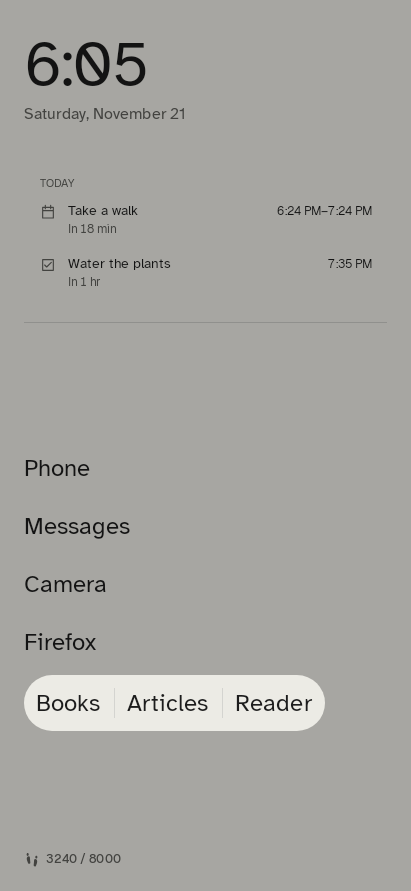 6:05
Saturday, November 21
TODAY
Take a walk 6:24 PM–7:24 PM
In 18 min
Water the plants 7:35 PM
In 1 hr
Phone
Messages
Camera
Firefox
Books Articles Reader
3240 / 8000